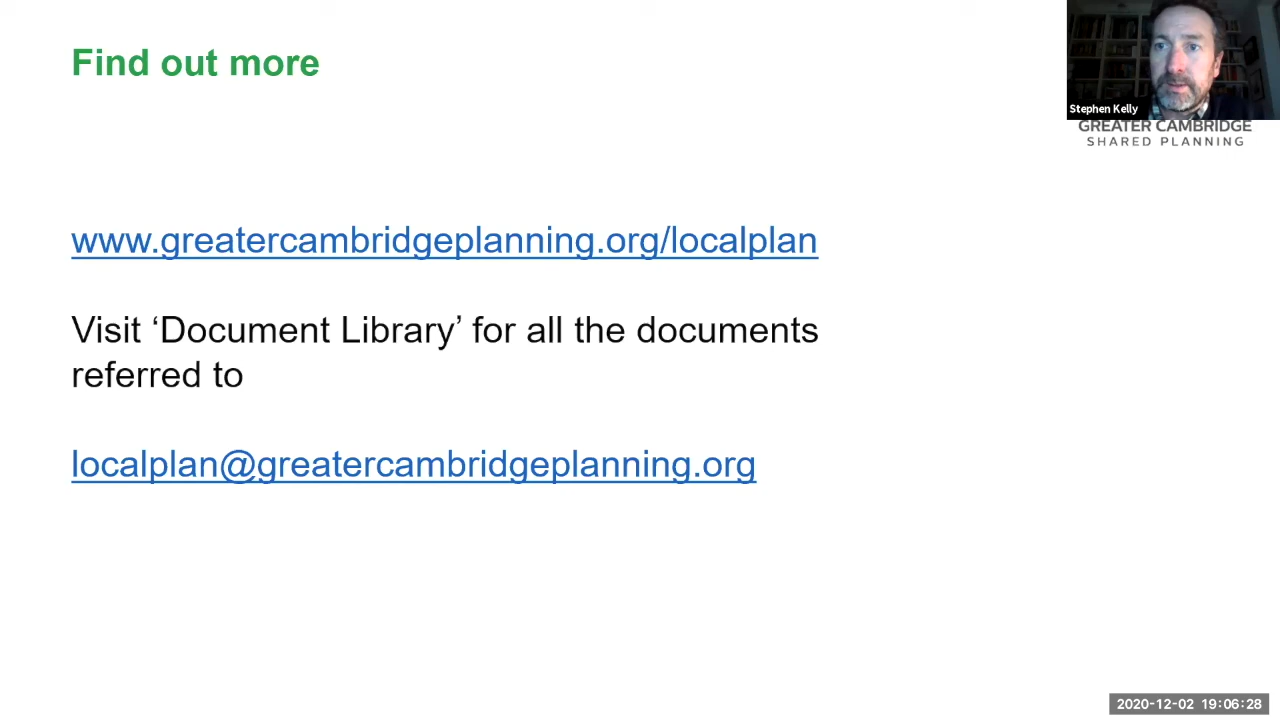 Find out more
Stephen Kelly
GREATER CAMBRIDGE
SHARED PLANNING
www.greatercambridgeplanning.org/localplan
Visit ‘Document Library’ for all the documents
referred to
localplan@greatercambridgeplanning.org
2020-12-02 19:06:28